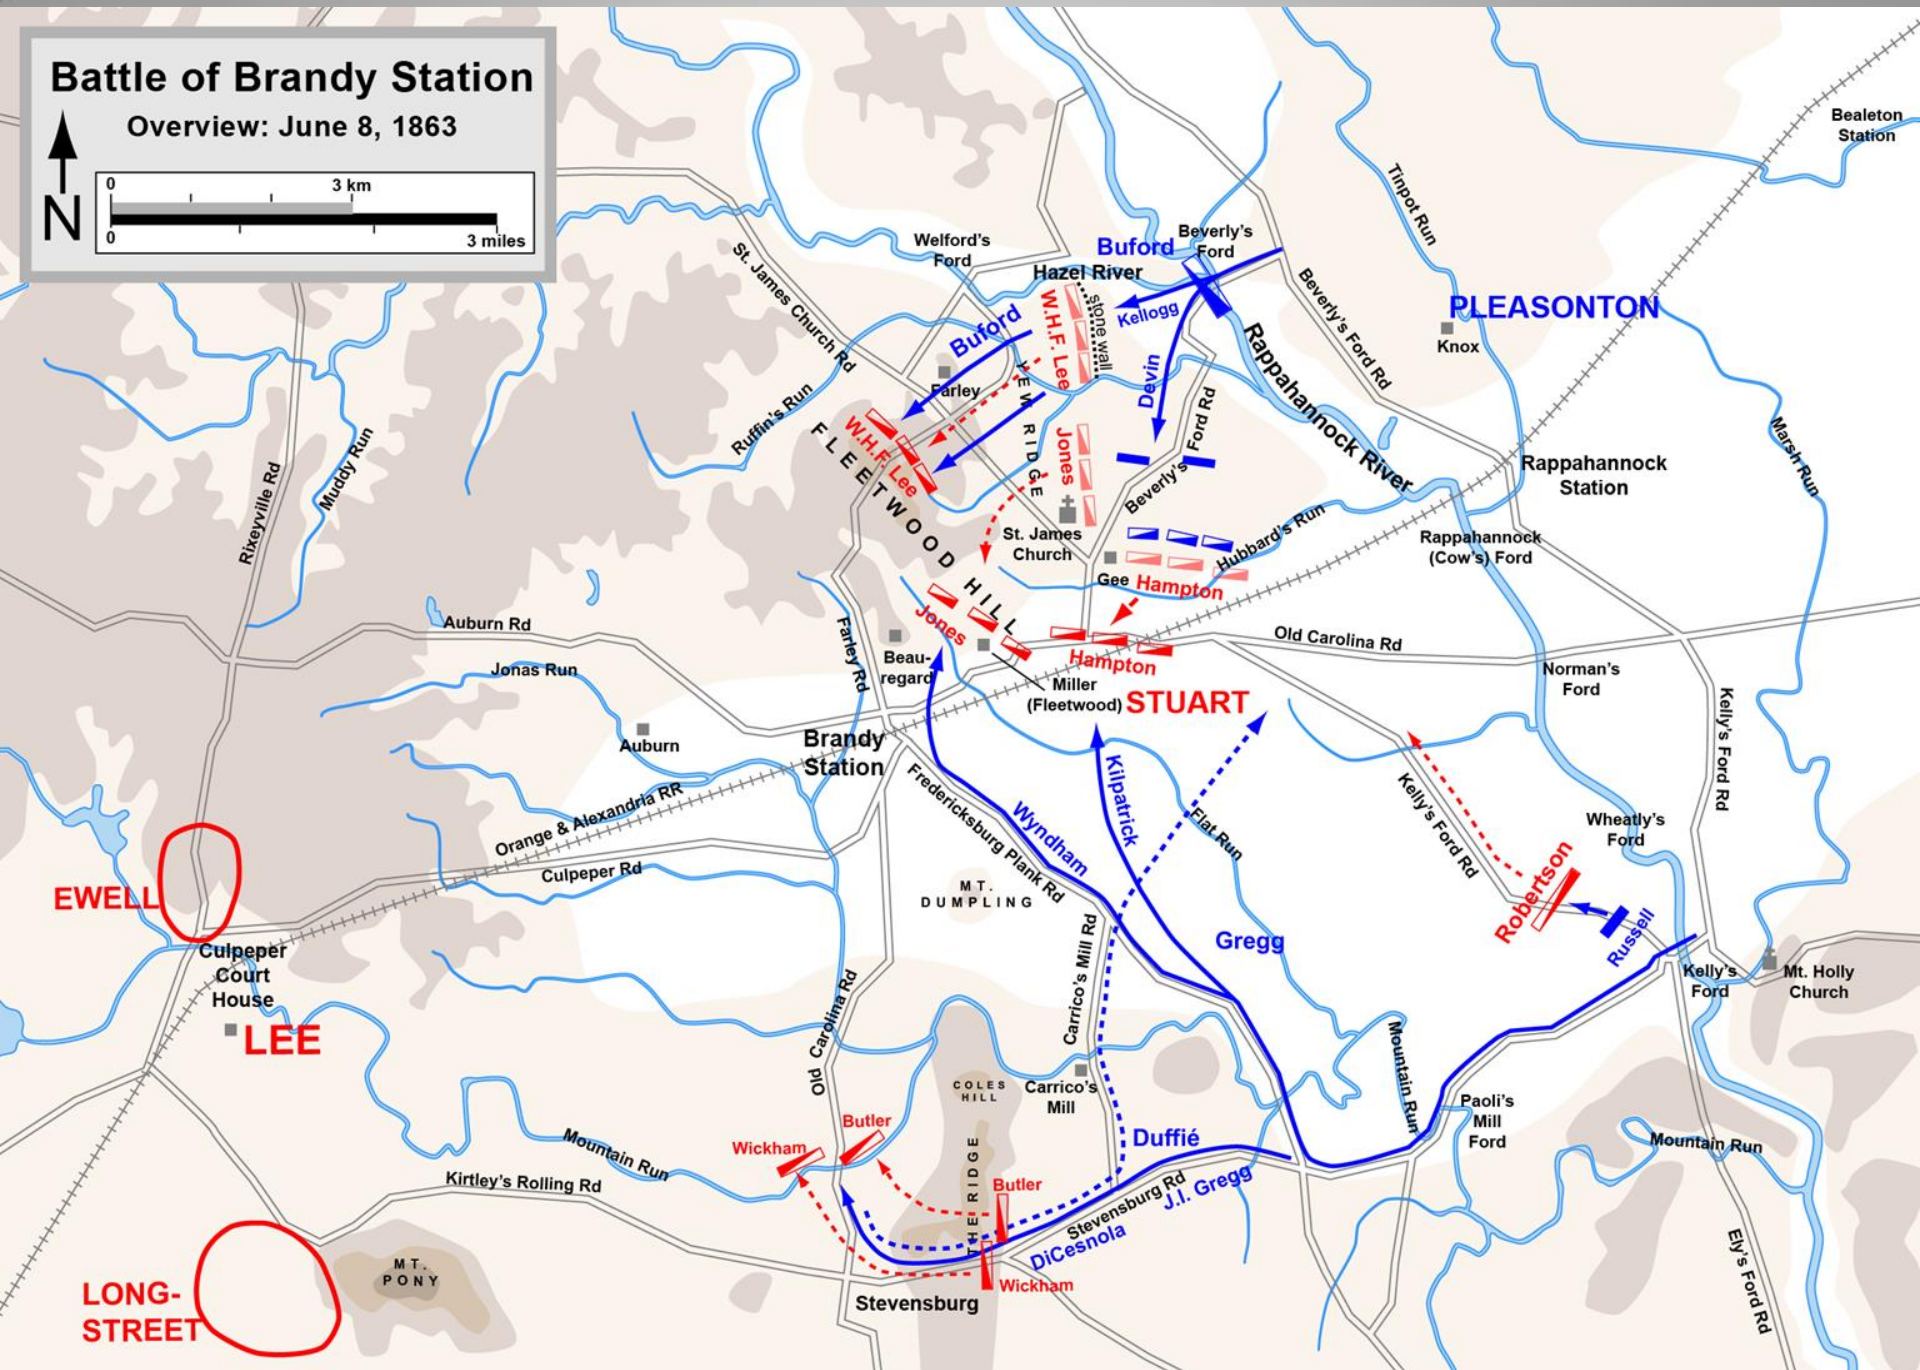 Battle of Brandy Station
Overview: June 8, 1863
N
0
3 km
0
3 miles
Bealeton
Station
Tinpot Run
Welford's
Ford
Buford
Beverly's
Ford
Hazel River
St. James Church Rd
W.H.F. Lee
stone wall
Kellogg
Beverly's Ford Rd
PLEASONTON
Knox
Buford
Rappahannock River
Devin
Farley
YEW RIDGE
Ruffin's Run
W.H.F. Lee
FLEETWOOD HILL
Jones
Beverly's Ford Rd
Marsh Run
Rixeyville Rd
Muddy Run
Rappahannock
Station
St. James
Church
Hubbard's Run
Rappahannock
(Cow's) Ford
Gee
Hampton
Auburn Rd
Jones
Farley Rd
Beau-
regard
Old Carolina Rd
Hampton
Jonas Run
Norman's
Ford
Miller
(Fleetwood)
STUART
Kelly's Ford Rd
Auburn
Brandy
Station
Kilpatrick
Orange & Alexandria RR
Fredericksburg Plank Rd
Wyndham
Flat Run
Kelly's Ford Rd
Wheatly's
Ford
Culpeper Rd
EWELL
MT.
DUMPLING
Robertson
Russell
Carrico's Mill Rd
Gregg
Culpeper
Court
House
Kelly's
Ford
Mt. Holly
Church
LEE
Old Carolina Rd
Mountain Run
COLES
HILL
Carrico's
Mill
Paoli's
Mill
Ford
Butler
Wickham
Duffié
Mountain Run
Mountain Run
Kirtley's Rolling Rd
THE RIDGE
Butler
Stevensburg Rd
J.I. Gregg
DiCesnola
Wickham
Ely's Ford Rd
MT.
PONY
LONG-
STREET
Stevensburg